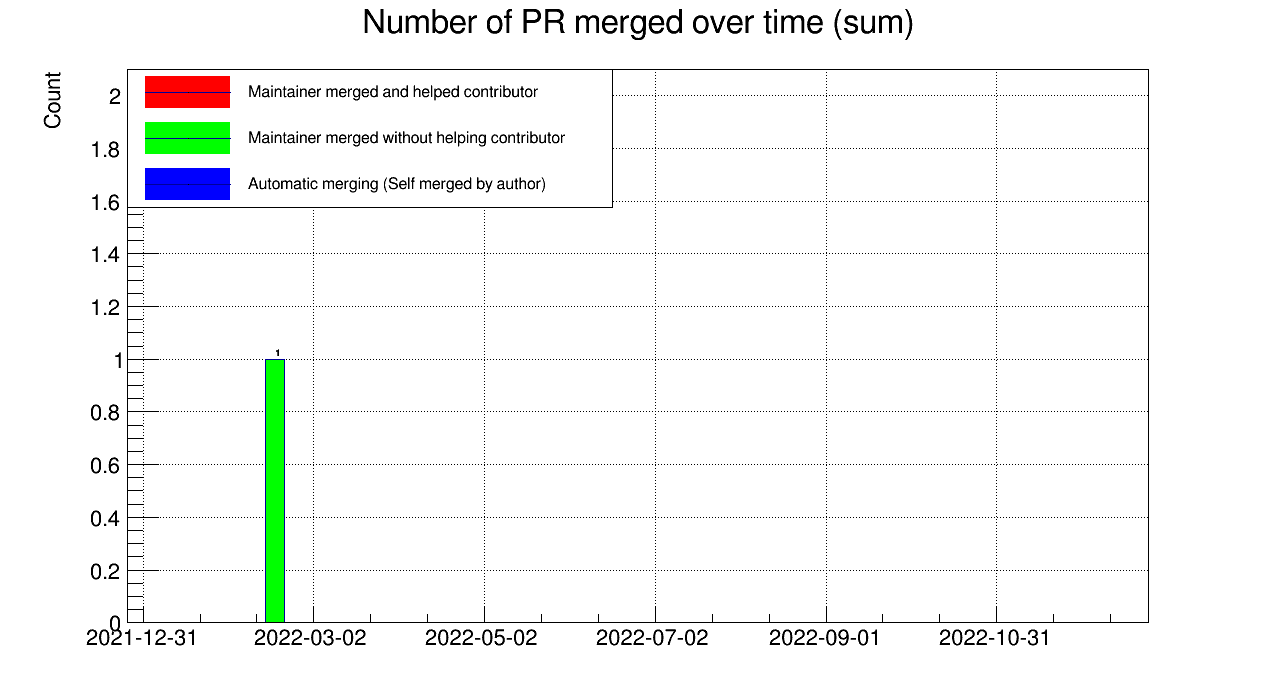 Number of PR merged over time (sum)
Count
Maintainer merged and helped contributor
Maintainer merged without helping contributor
Automatic merging (Self merged by author)
2
1.8
1.6
1.4
1.2
1
1
0.8
0.6
0.4
0.2
0
2021-12-31 2022-03-02 2022-05-02 2022-07-02 2022-09-01 2022-10-31